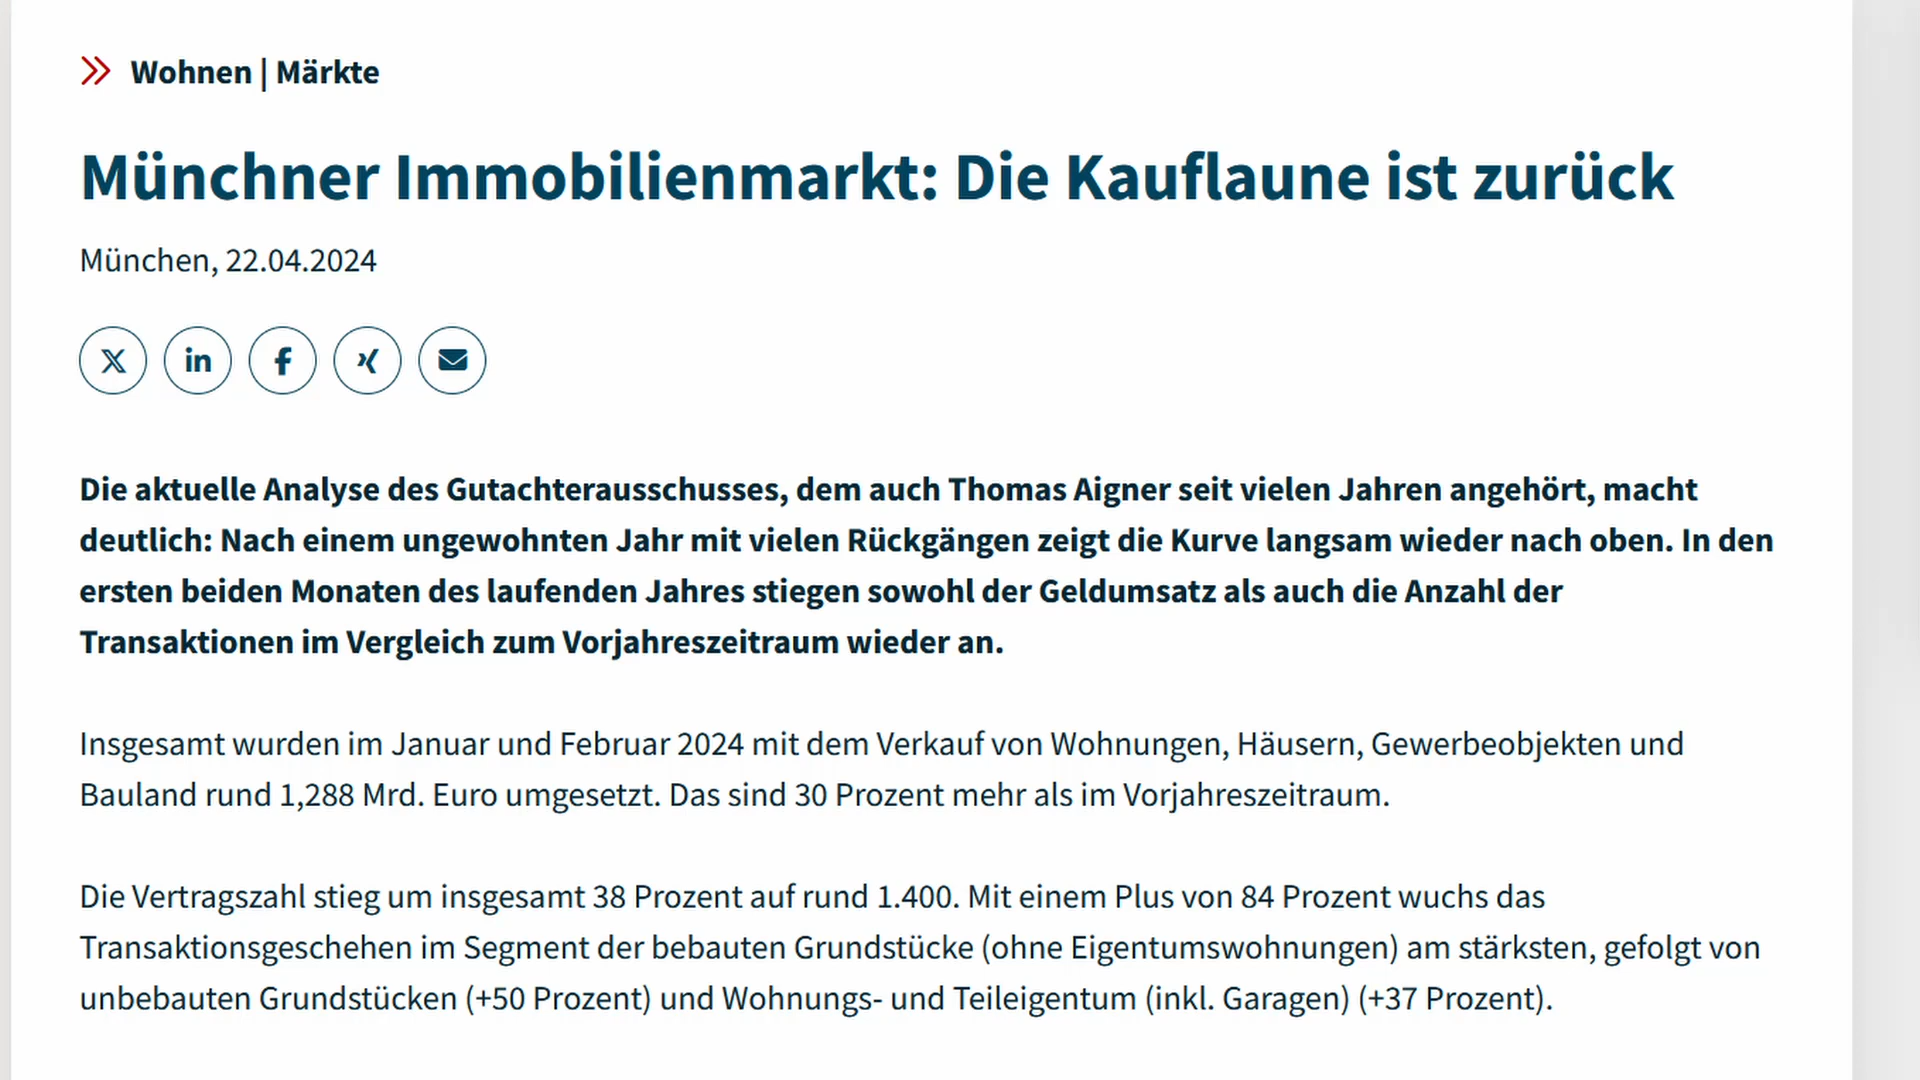 Wohnen | Märkte
Münchner Immobilienmarkt: Die Kauflaune ist zurück
München, 22.04.2024
Die aktuelle Analyse des Gutachterausschusses, dem auch Thomas Aigner seit vielen Jahren angehört, macht
deutlich: Nach einem ungewohnten Jahr mit vielen Rückgängen zeigt die Kurve langsam wieder nach oben. In den
ersten beiden Monaten des laufenden Jahres stiegen sowohl der Geldumsatz als auch die Anzahl der
Transaktionen im Vergleich zum Vorjahreszeitraum wieder an.
Insgesamt wurden im Januar und Februar 2024 mit dem Verkauf von Wohnungen, Häusern, Gewerbeobjekten und
Bauland rund 1,288 Mrd. Euro umgesetzt. Das sind 30 Prozent mehr als im Vorjahreszeitraum.
Die Vertragszahl stieg um insgesamt 38 Prozent auf rund 1.400. Mit einem Plus von 84 Prozent wuchs das
Transaktionsgeschehen im Segment der bebauten Grundstücke (ohne Eigentumswohnungen) am stärksten, gefolgt von
unbebauten Grundstücken (+50 Prozent) und Wohnungs- und Teileigentum (inkl. Garagen) (+37 Prozent).